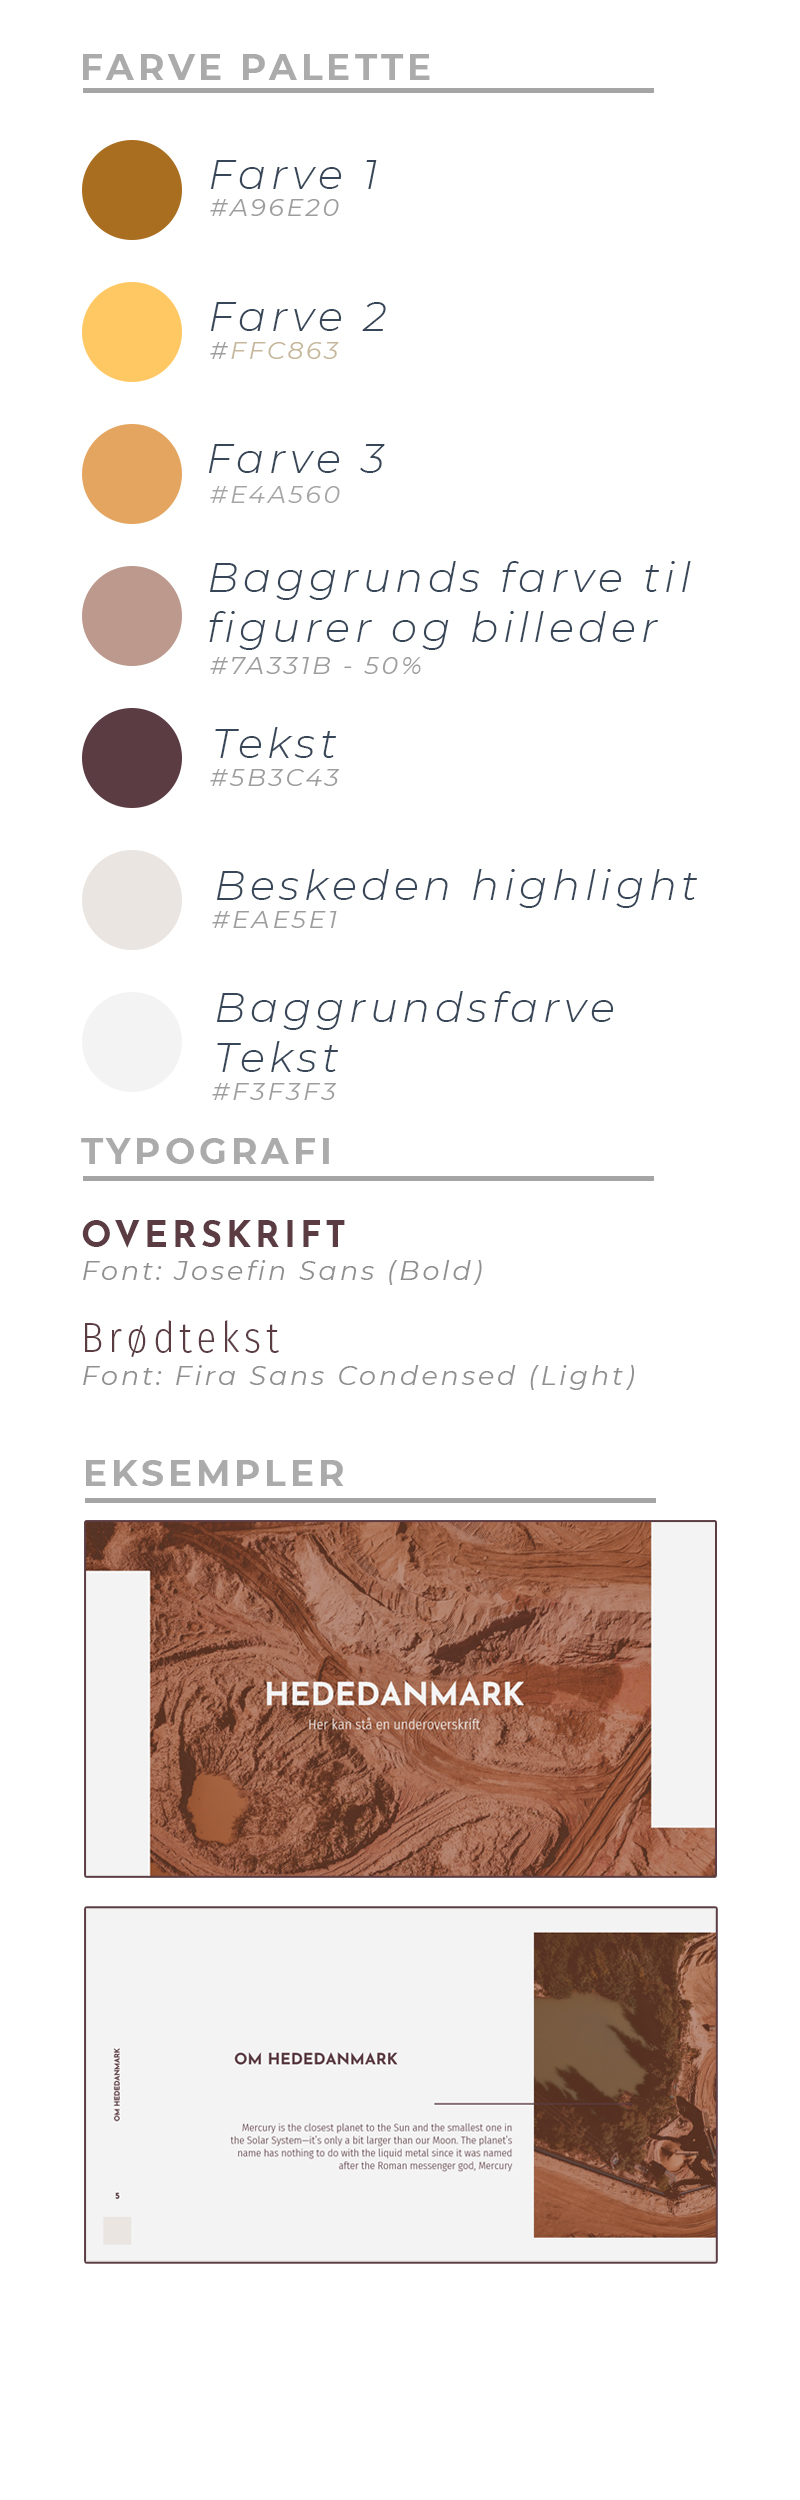 FARVE PALETTE
Farve 1
#A96E20
Farve 2
#FFC863
Farve 3
#E4A560
Baggrunds farve til
figurer og billeder
#7A331B - 50%
Tekst
#5B3C43
Beskeden highlight
#EAE5E1
Baggrundsfarve
Tekst
#F3F3F3
TYPOGRAFI
OVERSKRIFT
Font: Josefin Sans (Bold)
Brødtekst
Font: Fira Sans Condensed (Light)
EKSEMPLER
HEDEDANMARK
Her kan stå en underoverskrift
OM HEDEDANMARK
OM HEDEDANMARK
Mercury is the closest planet to the Sun and the smallest one in
the Solar System—it's only a bit larger than our Moon. The planet's
name has nothing to do with the liquid metal since it was named
after the Roman messenger god, Mercury
5